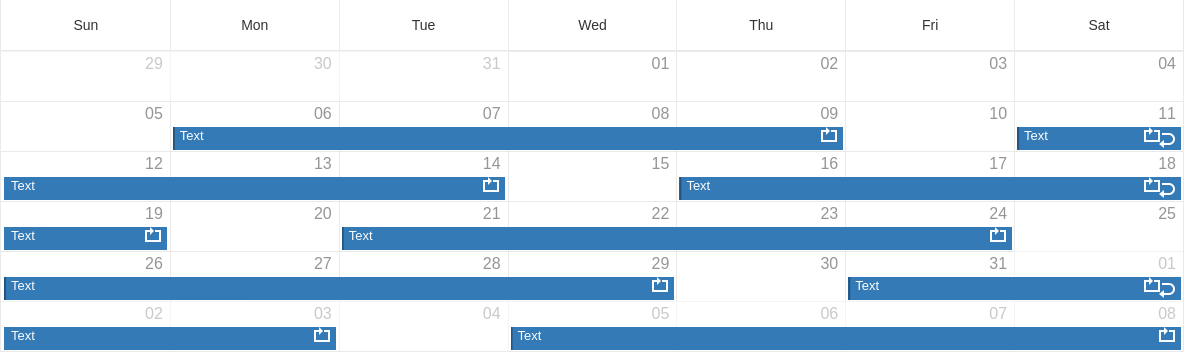 Sun Mon Tue Wed Thu Fri Sat
29 30 31 01 02 03 04
05 06 07 08 09 10 11
Text Text
12 13 14 15 16 17 18
Text Text
19 20 21 22 23 24 25
Text Text
26 27 28 29 30 31 01
Text Text
02 03 04 05 06 07 08
Text Text